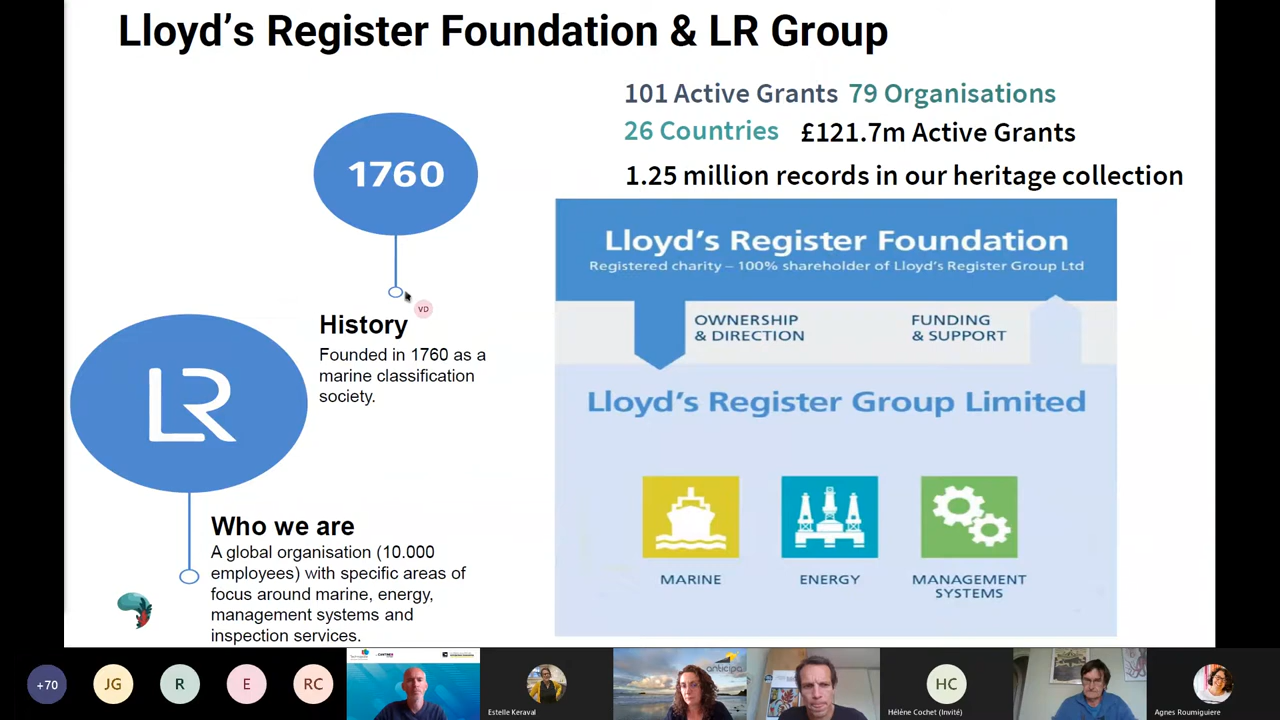 Lloyd's Register Foundation & LR Group
101 Active Grants 79 Organisations
26 Countries £121.7m Active Grants
1.25 million records in our heritage collection
1760
History
Founded in 1760 as a
marine classification
society.
LR
Who we are
A global organisation (10.000
employees) with specific areas of
focus around marine, energy,
management systems and
inspection services.
VD
Lloyd's Register Foundation
Registered charity – 100% shareholder of Lloyd's Register Group Ltd
OWNERSHIP
& DIRECTION
FUNDING
& SUPPORT
Lloyd's Register Group Limited
MARINE
ENERGY
MANAGEMENT
SYSTEMS
+70
JG
R
E
RC
Estelle Keraval
anticipa
HC
Hélène Cochet (Invité)
Agnes Roumiguiere